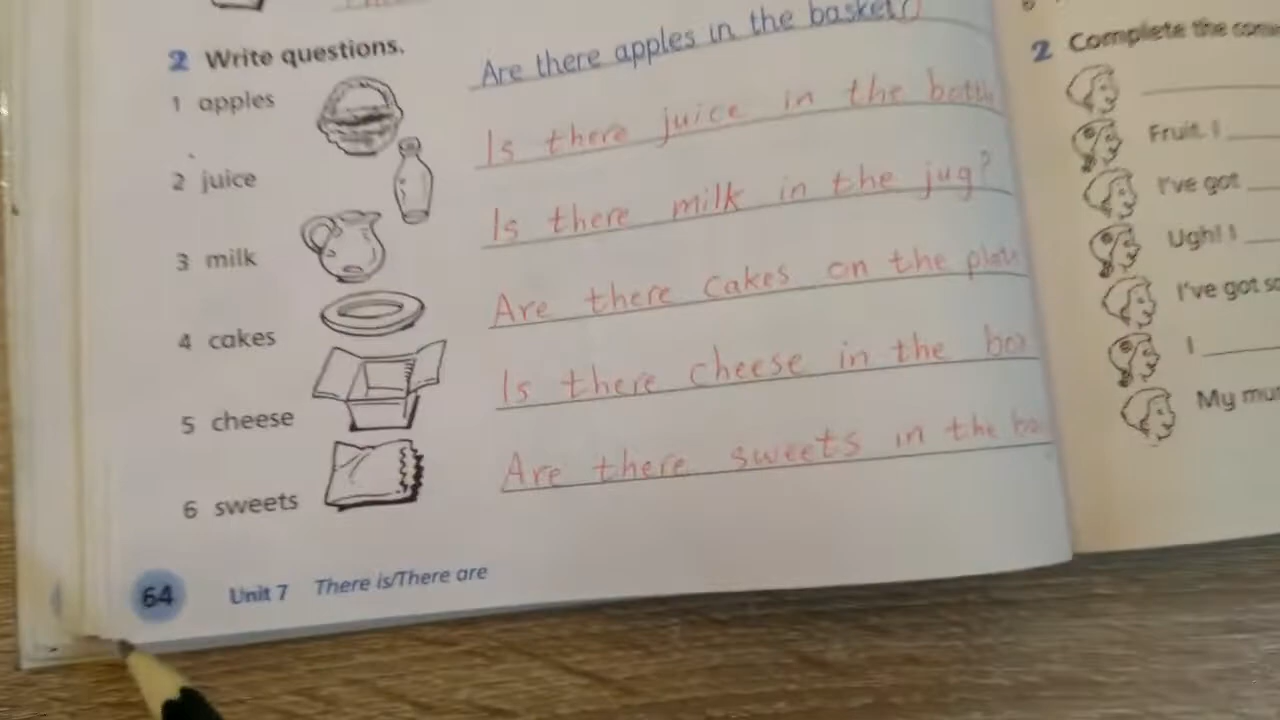 2 Write questions.
Are there apples in the basket?
1 apples
Is there juice in the
2 juice
Is there milk in the jug?
3 milk
Are there cakes on the
4 cakes
Is there cheese in the
5 cheese
Are there sweets in the
6 sweets
64 Unit 7 There is/There are
2 Complete the
Fruit. I
I've got
Ugh! I
I've got
I
My